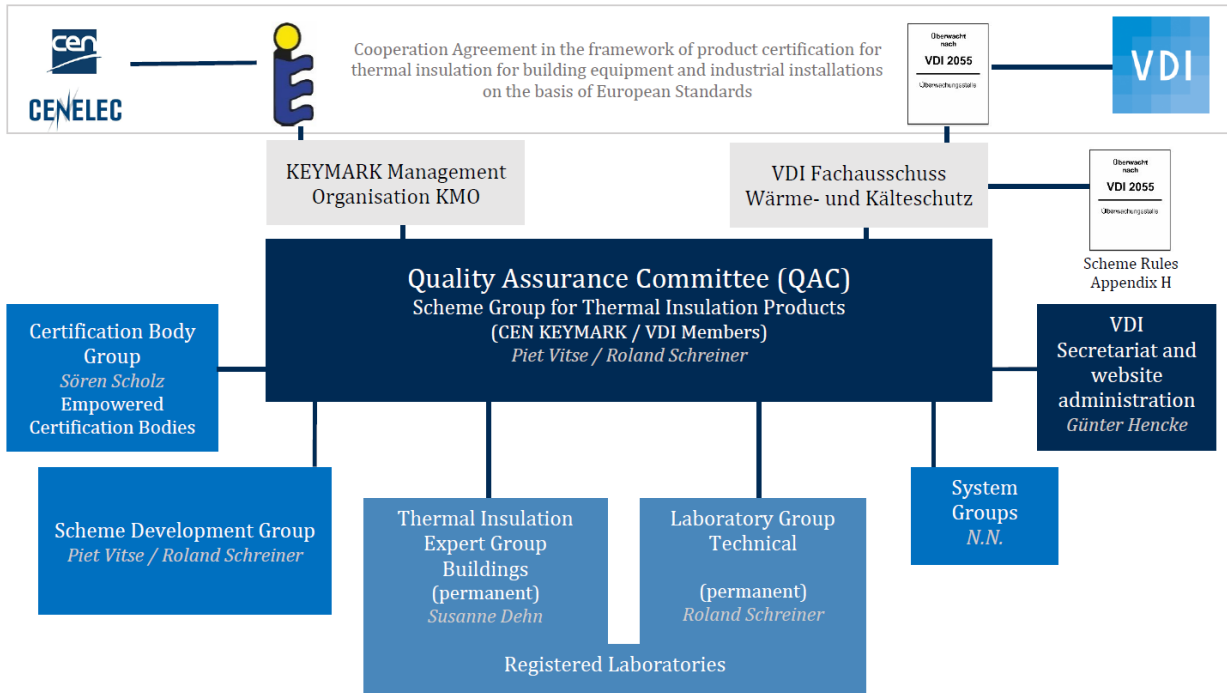 cen
CENELEC
Cooperation Agreement in the framework of product certification for
thermal insulation for building equipment and industrial installations
on the basis of European Standards
Überwacht
nach
VDI 2055
VDI
KEYMARK Management
Organisation KMO
VDI Fachausschuss
Wärme- und Kälteschutz
Überwacht
nach
VDI 2055
Scheme Rules
Appendix H
Quality Assurance Committee (QAC)
Scheme Group for Thermal Insulation Products
(CEN KEYMARK / VDI Members)
Piet Vitse / Roland Schreiner
Certification Body
Group
Sören Scholz
Empowered
Certification Bodies
VDI
Secretariat and
website
administration
Günter Hencke
Scheme Development Group
Piet Vitse / Roland Schreiner
Thermal Insulation
Expert Group
Buildings
(permanent)
Susanne Dehn
Laboratory Group
Technical
(permanent)
Roland Schreiner
System
Groups
N.N.
Registered Laboratories